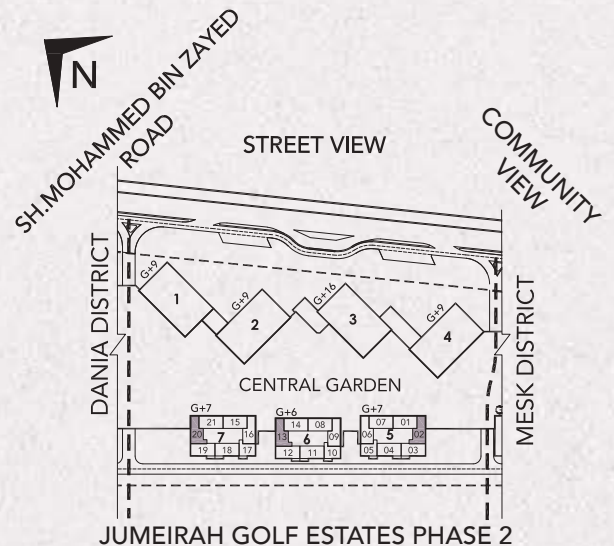 N
SH.MOHAMMED BIN ZAYED
ROAD
STREET VIEW
COMMUNITY
VIEW
DANIA DISTRICT
MESK DISTRICT
G+9
1
G+9
2
G+16
3
G+9
4
CENTRAL GARDEN
G+7
21 15
20 7 16
19 18 17
G+6
14 08
13 6 09
12 11 10
G+7
07 01
06 5 02
05 04 03
JUMEIRAH GOLF ESTATES PHASE 2